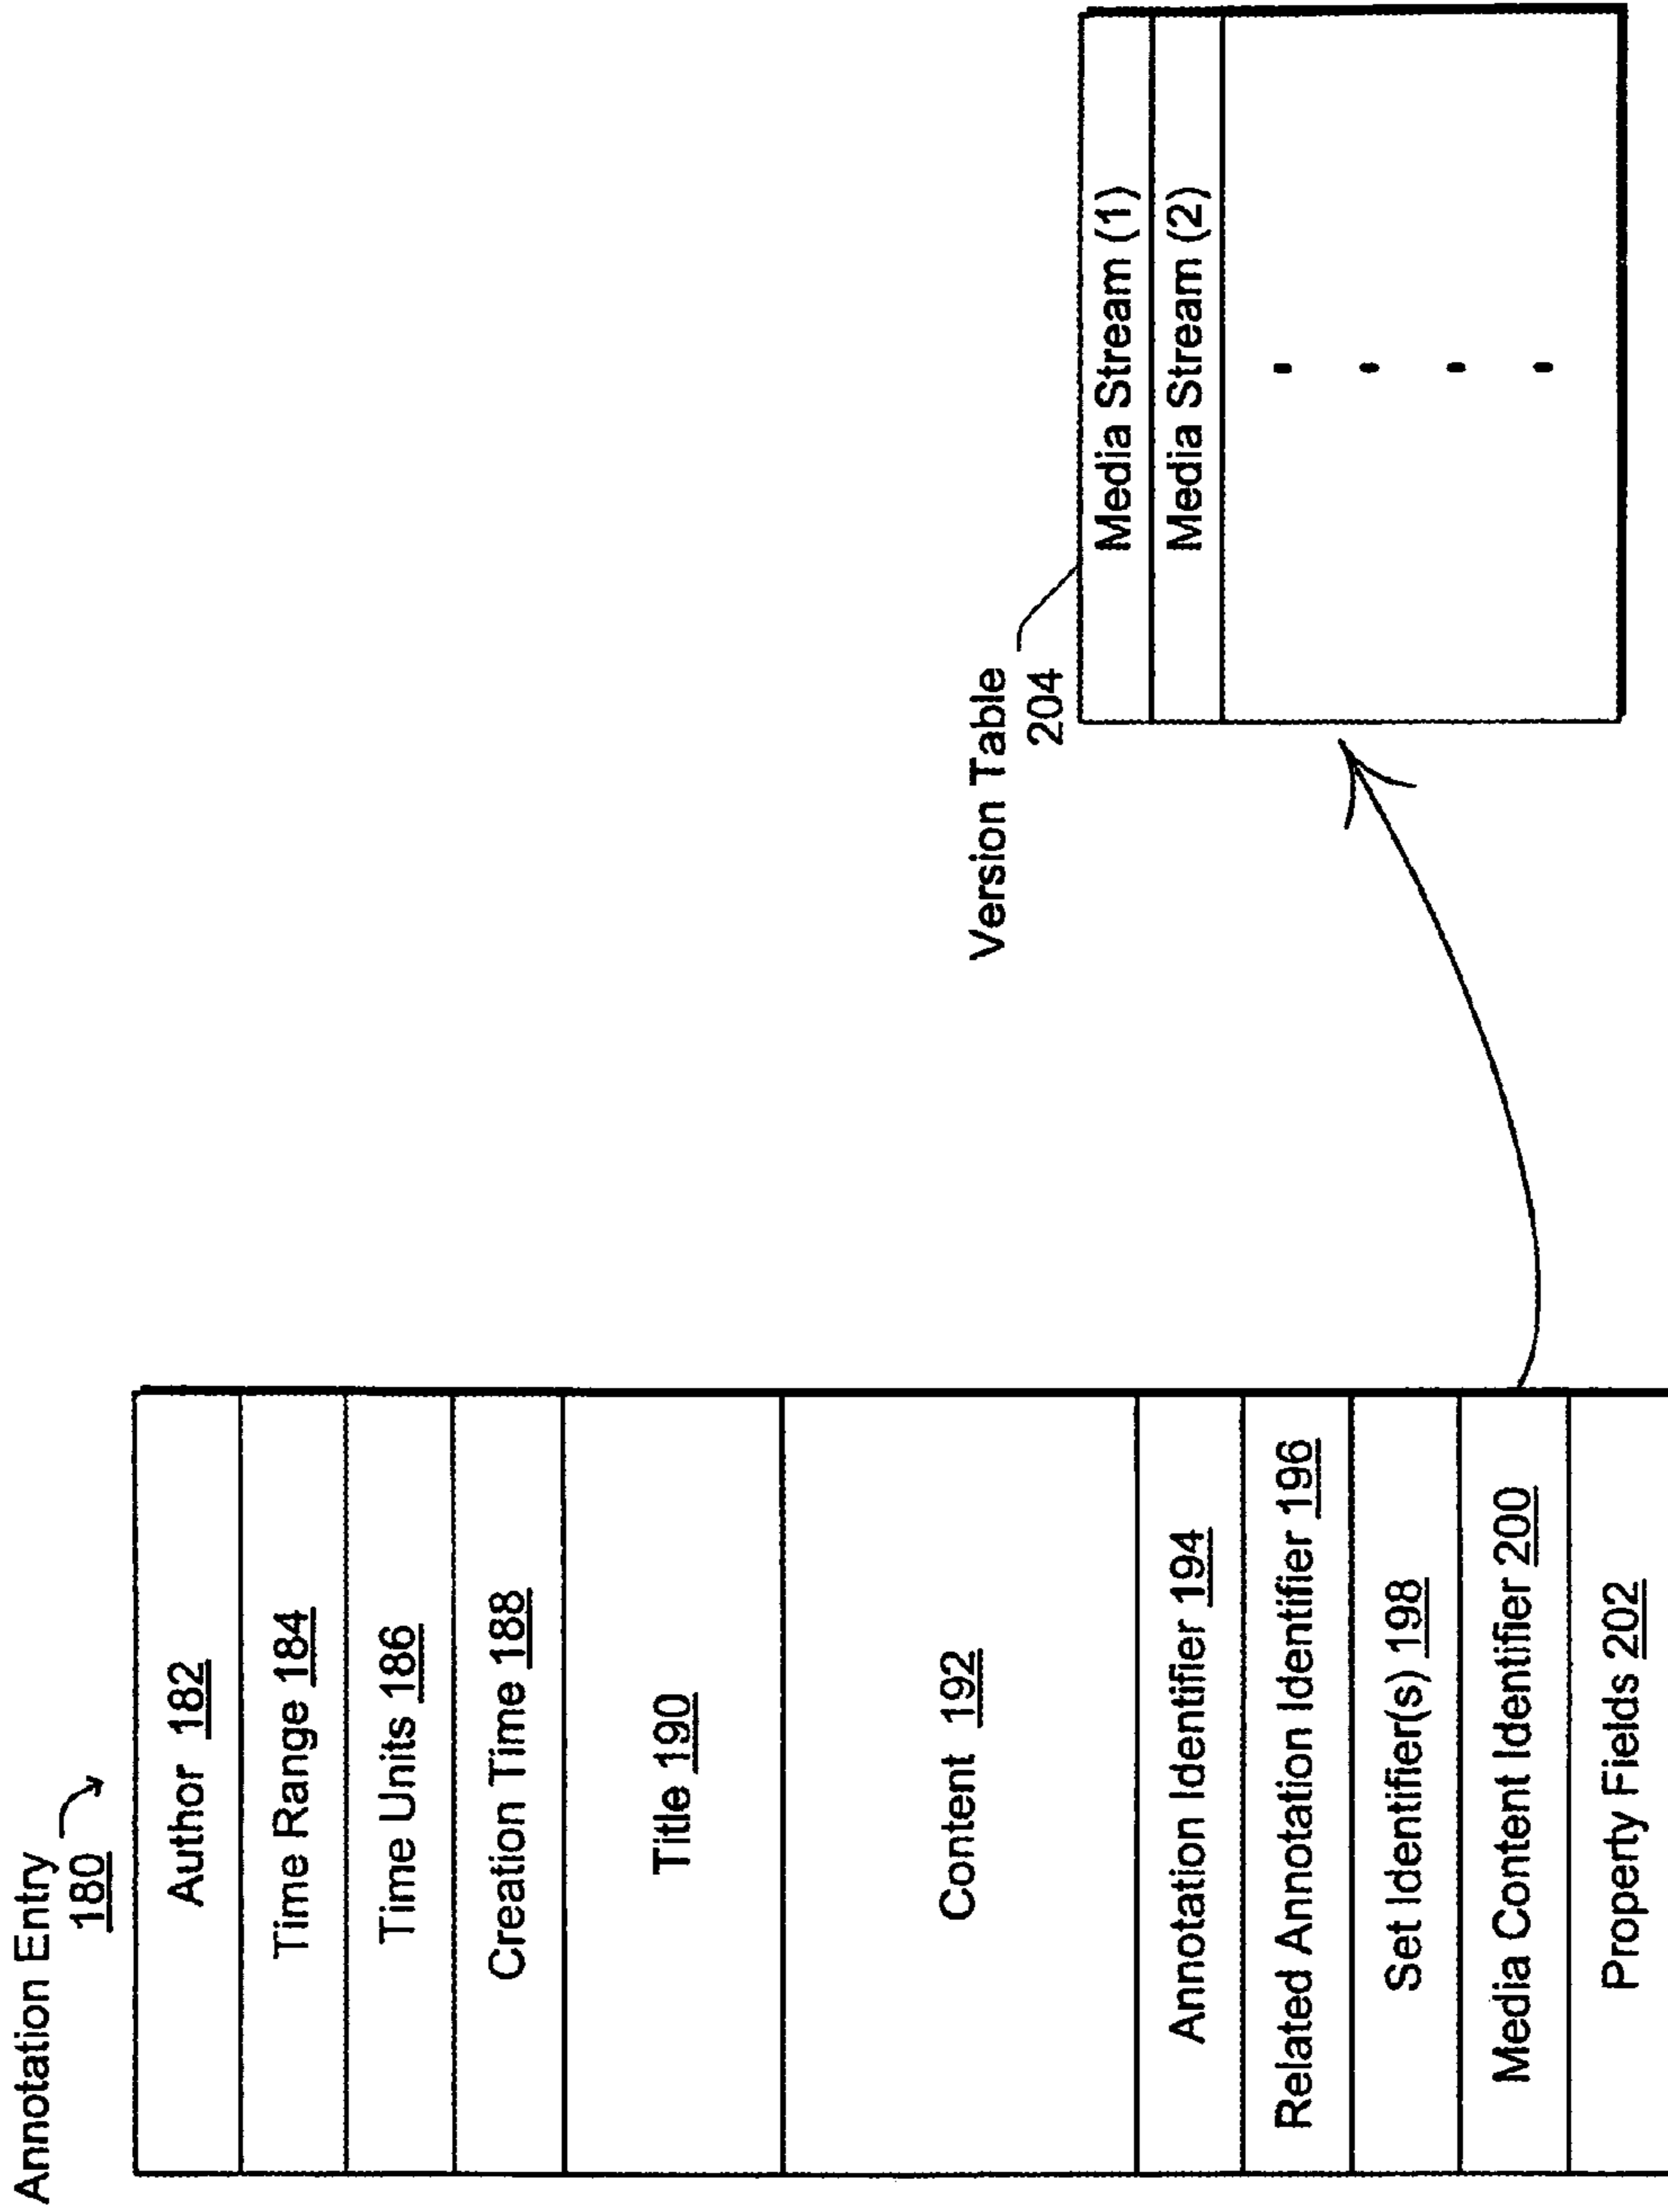 Annotation Entry
180
Author 182
Time Range 184
Time Units 186
Creation Time 188
Title 190
Content 192
Annotation Identifier 194
Related Annotation Identifier 196
Set Identifier(s) 198
Media Content Identifier 200
Property Fields 202
Version Table
204
Media Stream (1)
Media Stream (2)